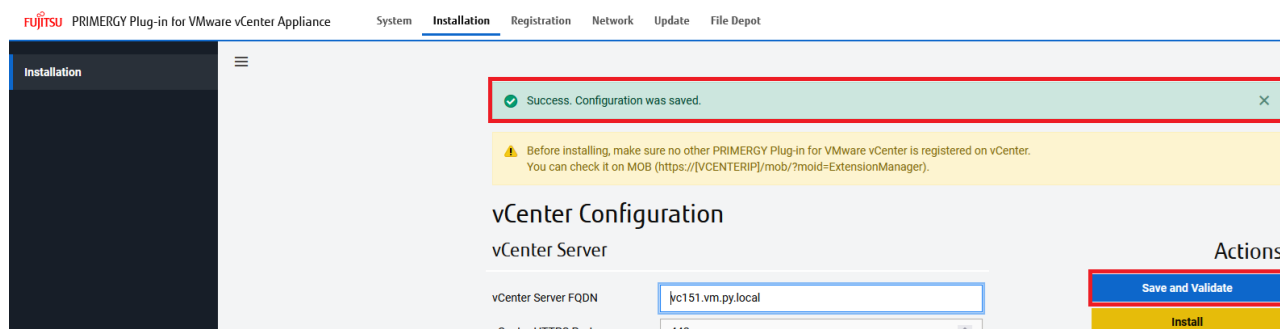 FUJITSU PRIMERGY Plug-in for VMware vCenter Appliance System Installation Registration Network Update File Depot
Installation
Success. Configuration was saved.
Before installing, make sure no other PRIMERGY Plug-in for VMware vCenter is registered on vCenter.
You can check it on MOB (https://[VCENTERIP]/mob/?moid=ExtensionManager).
vCenter Configuration
vCenter Server
Actions
vCenter Server FQDN
vc151.vm.py.local
Save and Validate
Install